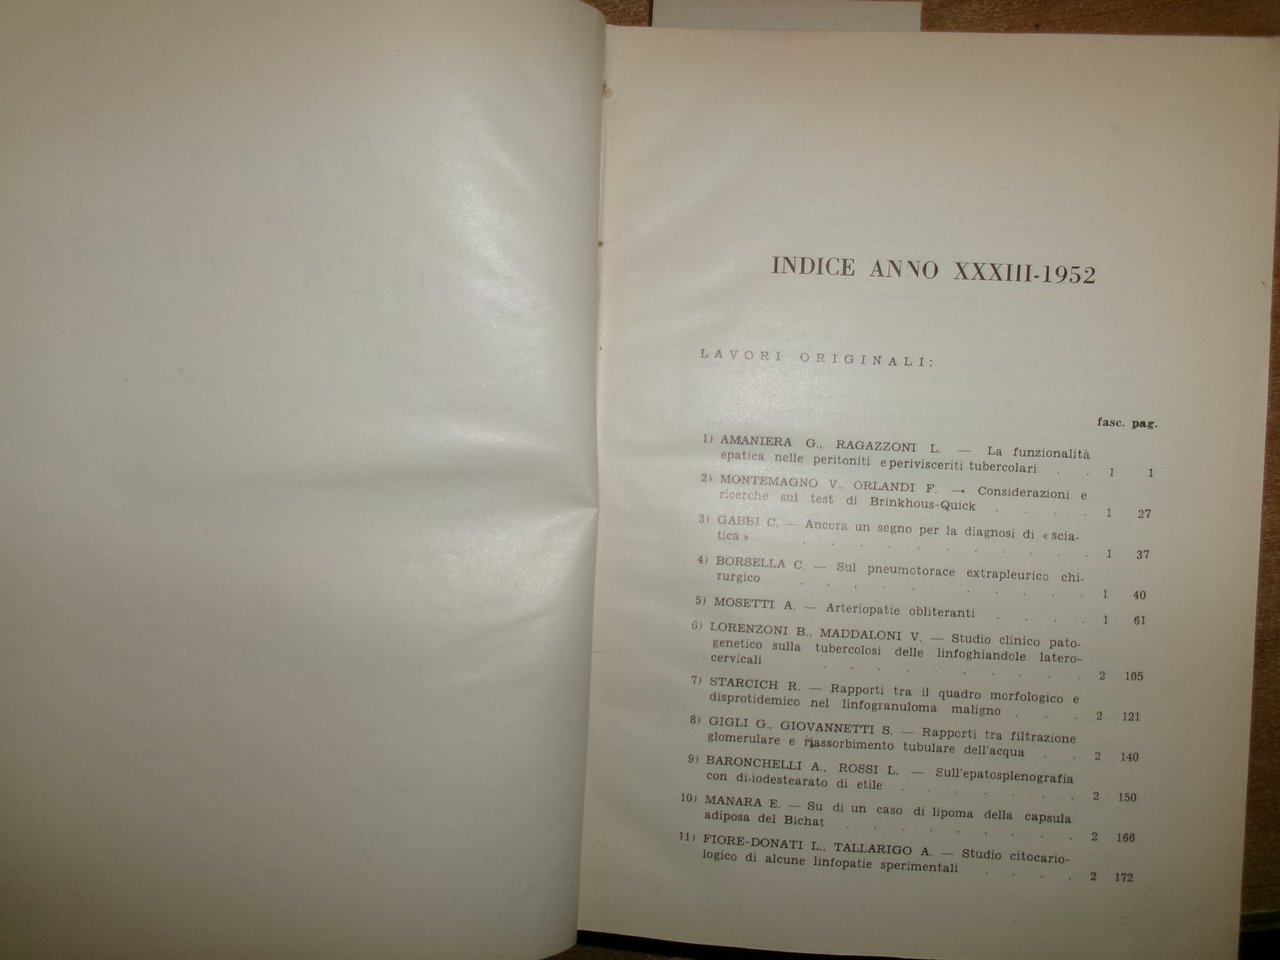 INDICE ANNO XXXIII-1952
LAVORI ORIGINALI:
fasc. pag.
1) AMANIERA G., RAGAZZONI L. — La funzionalità
epatica nelle peritoniti e perivisceriti tubercolari . . 1 1
2) MONTEMAGNO V., ORLANDI F. — Considerazioni e
ricerche sul test di Brinkhous-Quick . . . . 1 27
3) GABBI C. — Ancora un segno per la diagnosi di « scia-
tica » . . . . . . . . . . 1 37
4) BORSELLA C. — Sul pneumotorace extrapleurico chi-
rurgico . . . . . . . . . . 1 40
5) MOSETTI A. — Arteriopatie obliteranti . . . . 1 61
6) LORENZONI B., MADDALONI V. — Studio clinico pato-
genetico sulla tubercolosi delle linfoghiandole latero-
cervicali . . . . . . . . . . 2 105
7) STARCICH R. — Rapporti tra il quadro morfologico e
disprotidemico nel linfogranuloma maligno . . . 2 121
8) GIGLI G., GIOVANNETTI S. — Rapporti tra filtrazione
glomerulare e riassorbimento tubulare dell'acqua . . 2 140
9) BARONCHELLI A., ROSSI L. — Sull'epatosplenografia
con di-iodestearato di etile . . . . . . . 2 150
10) MANARA E. — Su di un caso di lipoma della capsula
adiposa del Bichat . . . . . . . . . 2 166
11) FIORE-DONATI L., TALLARIGO A. — Studio citocario-
logico di alcune linfopatie sperimentali . . . . 2 172